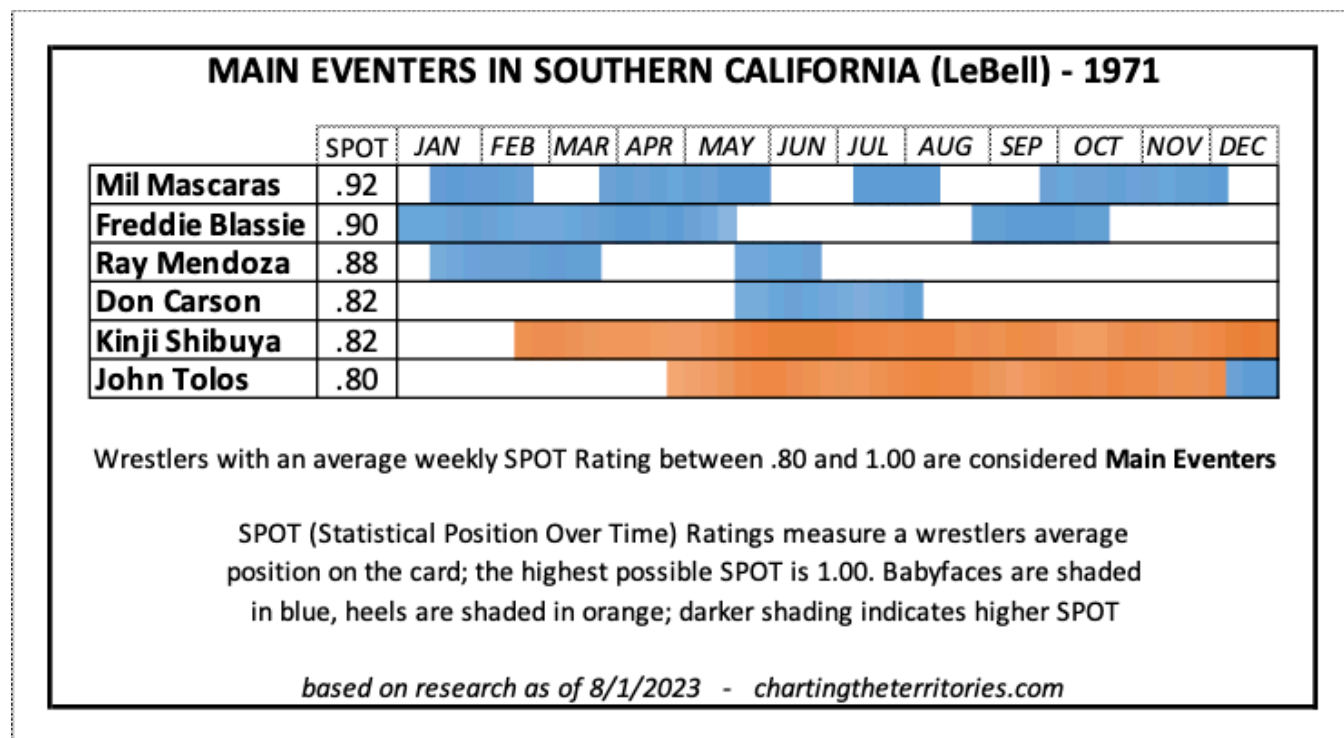 MAIN EVENTERS IN SOUTHERN CALIFORNIA (LeBell) - 1971
SPOT JAN FEB MAR APR MAY JUN JUL AUG SEP OCT NOV DEC
Mil Mascaras .92
Freddie Blassie .90
Ray Mendoza .88
Don Carson .82
Kinji Shibuya .82
John Tolos .80
Wrestlers with an average weekly SPOT Rating between .80 and 1.00 are considered Main Eventers
SPOT (Statistical Position Over Time) Ratings measure a wrestlers average
position on the card; the highest possible SPOT is 1.00. Babyfaces are shaded
in blue, heels are shaded in orange; darker shading indicates higher SPOT
based on research as of 8/1/2023 - chartingtheterritories.com